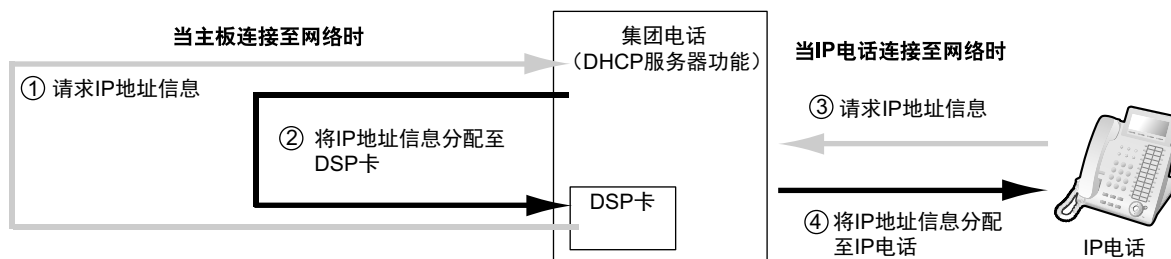 当主板连接至网络时
① 请求IP地址信息
② 将IP地址信息分配至
DSP卡
集团电话
（DHCP服务器功能）
DSP卡
当IP电话连接至网络时
③ 请求IP地址信息
④ 将IP地址信息分配
至IP电话
IP电话